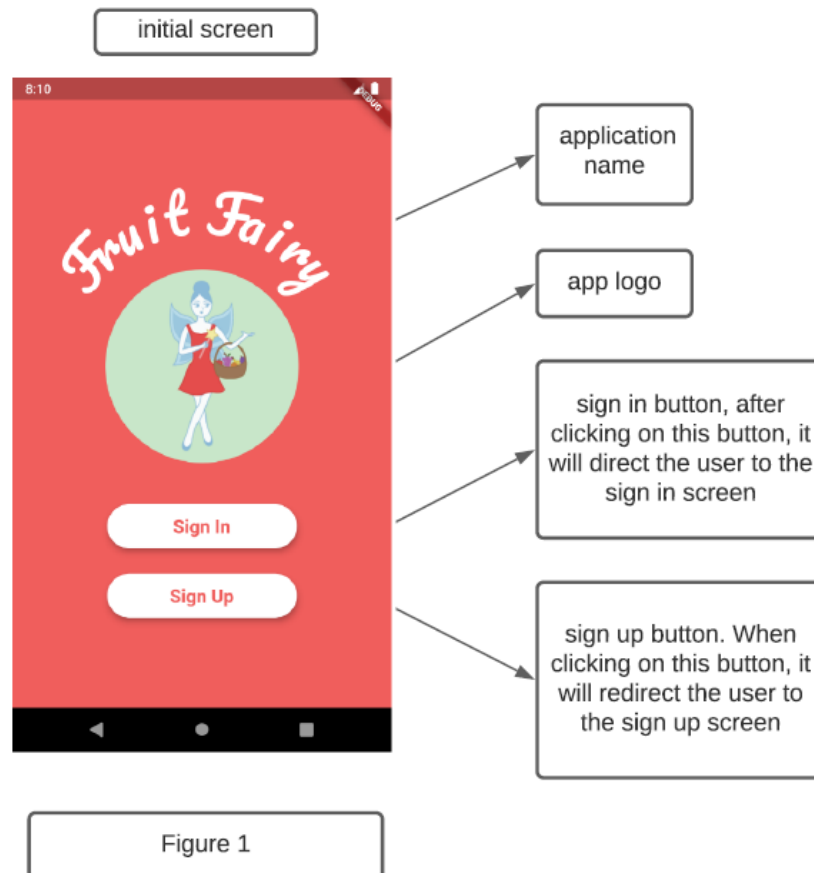 initial screen
8:10
DEBUG
Fruit Fairy
Sign In
Sign Up
application
name
app logo
sign in button, after
clicking on this button, it
will direct the user to the
sign in screen
sign up button. When
clicking on this button, it
will redirect the user to
the sign up screen
Figure 1